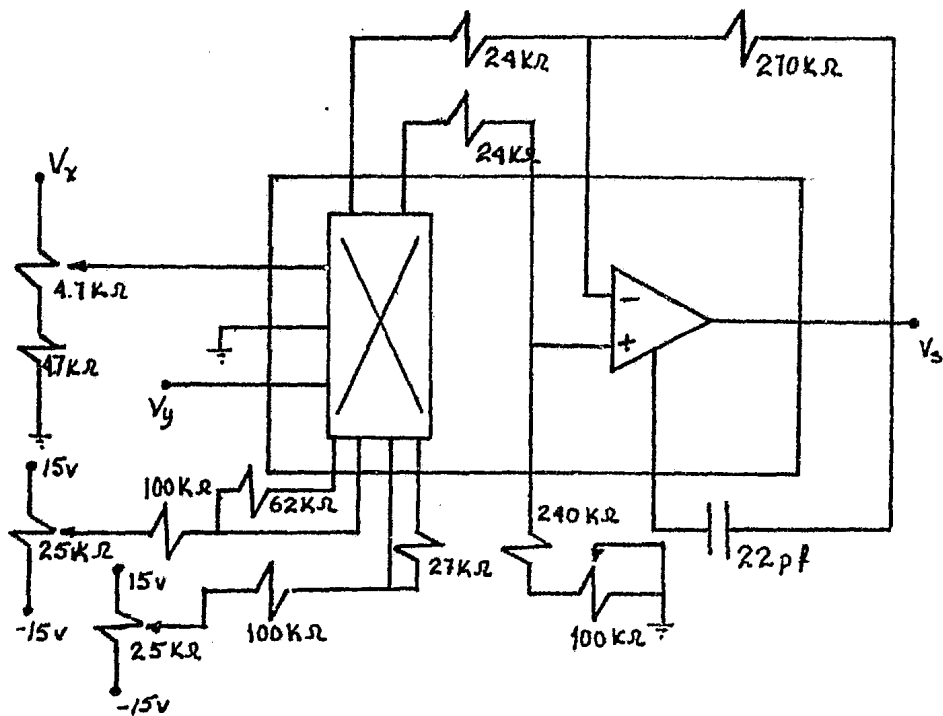 24KΩ
270KΩ
24KΩ
Vx
4.7KΩ
47KΩ
Vy
−
+
Vs
15v
100KΩ
62KΩ
25KΩ
240KΩ
27KΩ
22pf
15v
-15v
100KΩ
25KΩ
100KΩ
-15v